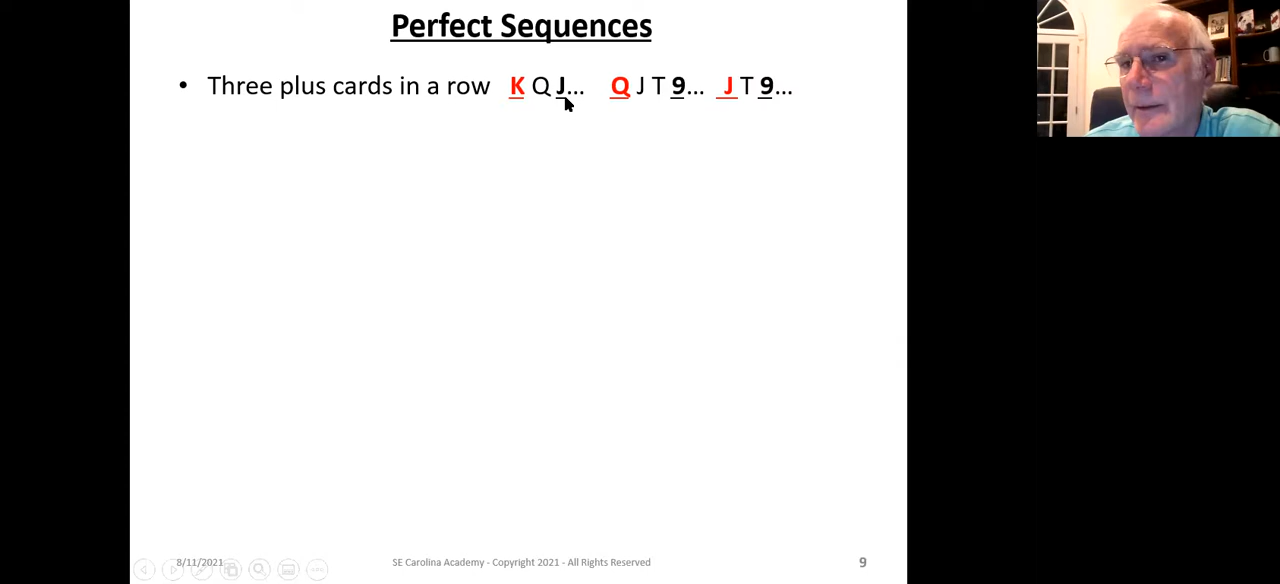 Perfect Sequences
• Three plus cards in a row K Q J... Q J T 9... J T 9...
8/11/2021 SE Carolina Academy - Copyright 2021 - All Rights Reserved 9